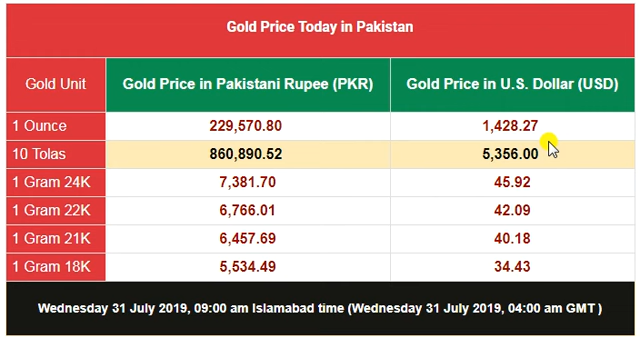 Gold Price Today in Pakistan
Gold Unit Gold Price in Pakistani Rupee (PKR) Gold Price in U.S. Dollar (USD)
1 Ounce 229,570.80 1,428.27
10 Tolas 860,890.52 5,356.00
1 Gram 24K 7,381.70 45.92
1 Gram 22K 6,766.01 42.09
1 Gram 21K 6,457.69 40.18
1 Gram 18K 5,534.49 34.43
Wednesday 31 July 2019, 09:00 am Islamabad time (Wednesday 31 July 2019, 04:00 am GMT )